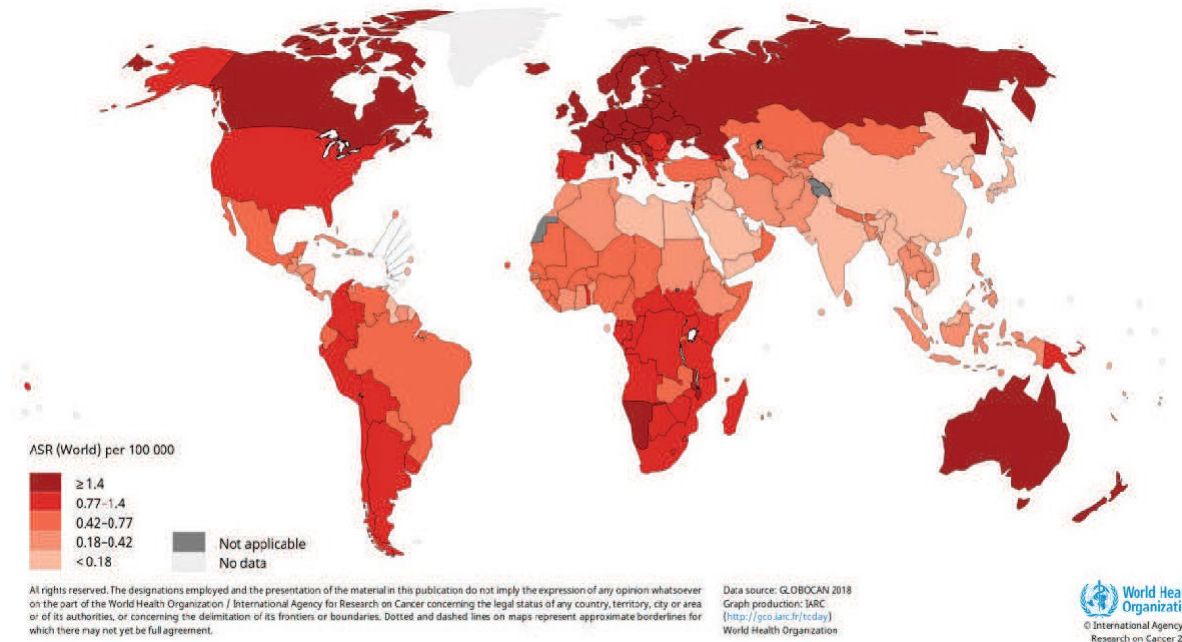 ASR (World) per 100 000
≥ 1.4
0.77–1.4
0.42–0.77
0.18–0.42
< 0.18
Not applicable
No data
All rights reserved. The designations employed and the presentation of the material in this publication do not imply the expression of any opinion whatsoever
on the part of the World Health Organization / International Agency for Research on Cancer concerning the legal status of any country, territory, city or area
or of its authorities, or concerning the delimitation of its frontiers or boundaries. Dotted and dashed lines on maps represent approximate borderlines for
which there may not yet be full agreement.
Data source: GLOBOCAN 2018
Graph production: IARC
(http://gco.iarc.fr/today)
World Health Organization
World Hea
Organizatio
© International Agency
Research on Cancer 2